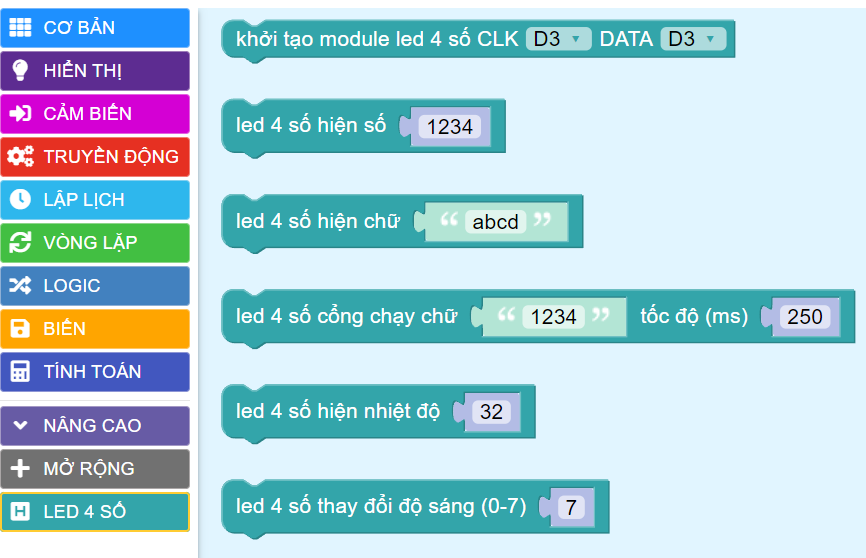 CƠ BẢN
HIỂN THỊ
CẢM BIẾN
TRUYỀN ĐỘNG
LẬP LỊCH
VÒNG LẶP
LOGIC
BIẾN
TÍNH TOÁN
NÂNG CAO
MỞ RỘNG
LED 4 SỐ
khởi tạo module led 4 số CLK D3 DATA D3
led 4 số hiện số 1234
led 4 số hiện chữ “ abcd ”
led 4 số cổng chạy chữ “ 1234 ” tốc độ (ms) 250
led 4 số hiện nhiệt độ 32
led 4 số thay đổi độ sáng (0-7) 7